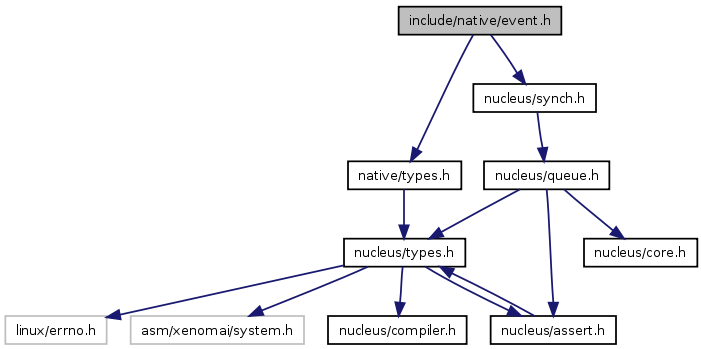 include/native/event.h
nucleus/synch.h
native/types.h
nucleus/queue.h
nucleus/types.h
nucleus/core.h
linux/errno.h
asm/xenomai/system.h
nucleus/compiler.h
nucleus/assert.h